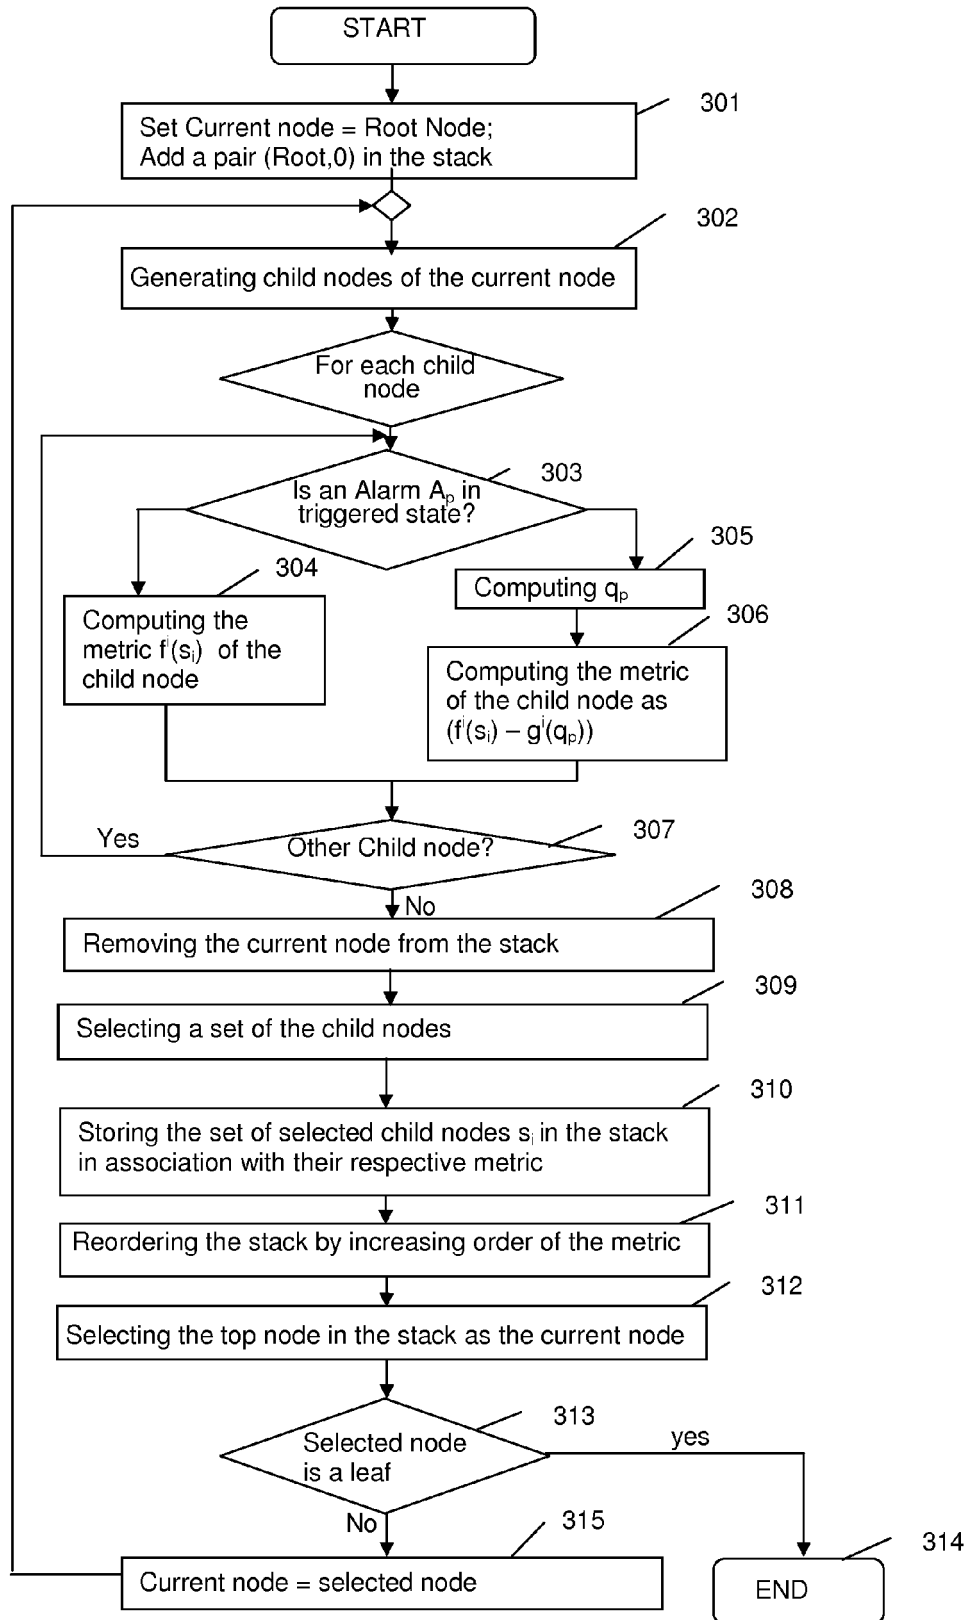 START
301
Set Current node = Root Node;
Add a pair (Root,0) in the stack
302
Generating child nodes of the current node
For each child
node
303
Is an Alarm Aₚ in
triggered state?
304
305
Computing qₚ
306
Computing the
metric fⁱ(sᵢ) of the
child node
Computing the metric
of the child node as
(fⁱ(sᵢ) – gⁱ(qₚ))
307
Yes
Other Child node?
No
308
Removing the current node from the stack
309
Selecting a set of the child nodes
310
Storing the set of selected child nodes sᵢ in the stack
in association with their respective metric
311
Reordering the stack by increasing order of the metric
312
Selecting the top node in the stack as the current node
313
Selected node
is a leaf
yes
No
315
Current node = selected node
314
END